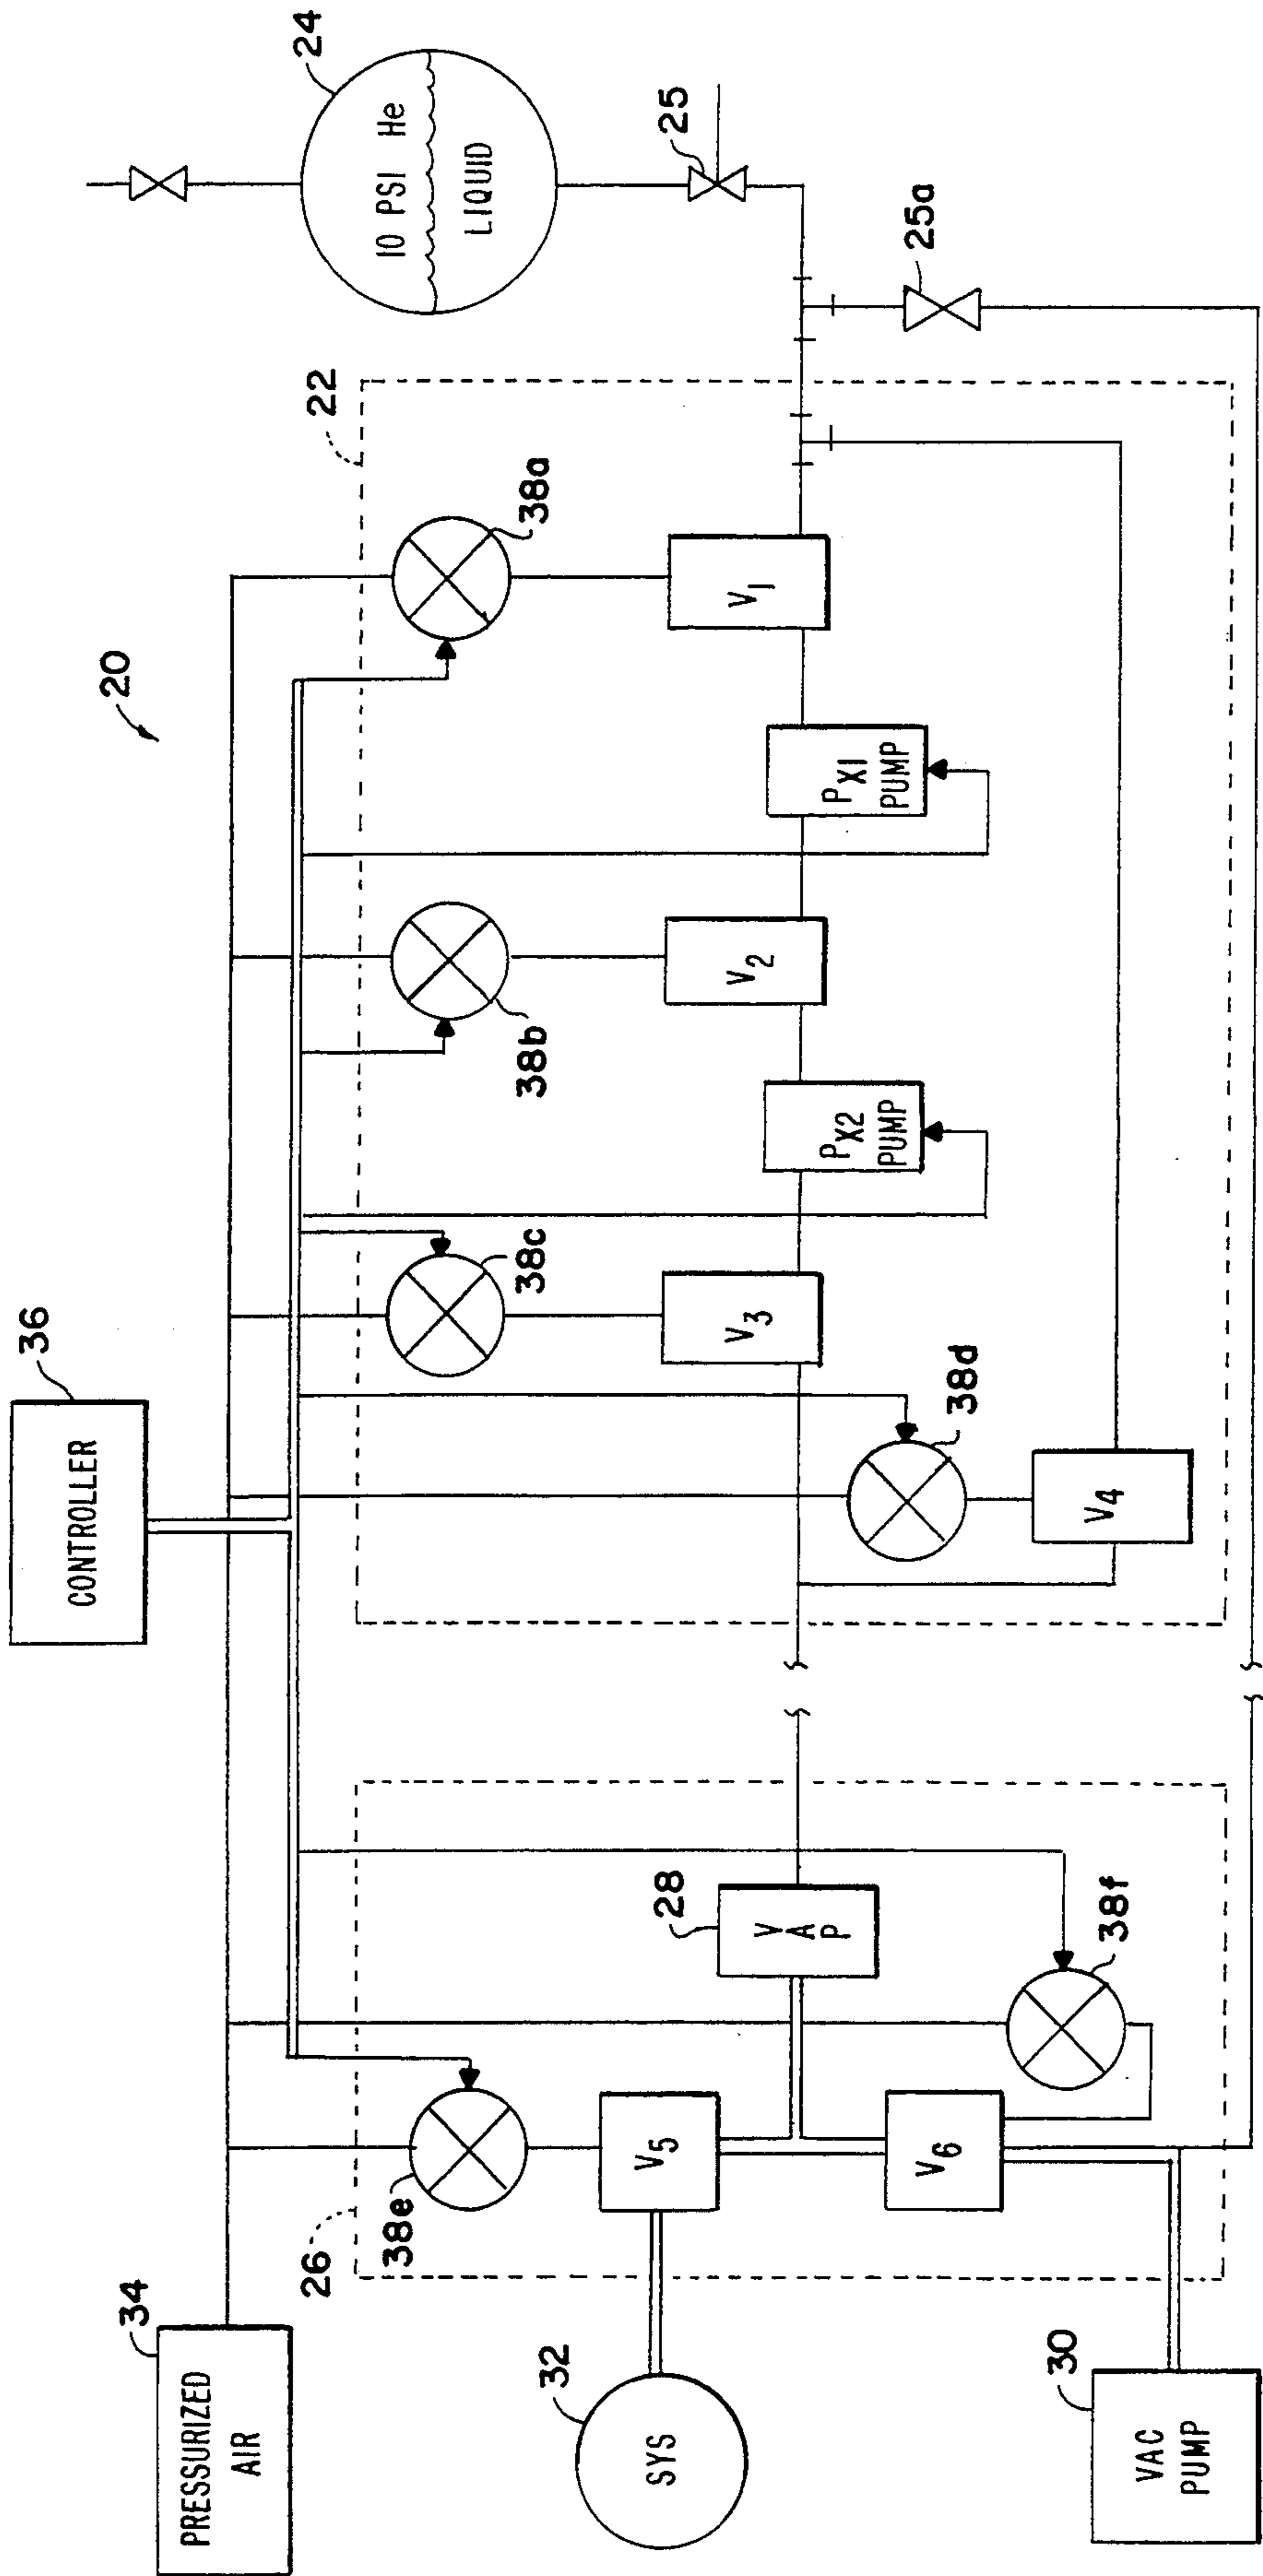 PRESSURIZED
AIR
34
CONTROLLER
36
20
10 PSI He
LIQUID
24
25
25a
22
38a
38b
38c
38d
38e
38f
V1
PX1
PUMP
V2
PX2
PUMP
V3
V4
26
28
VAP
V5
V6
32
SYS
30
VAC
PUMP